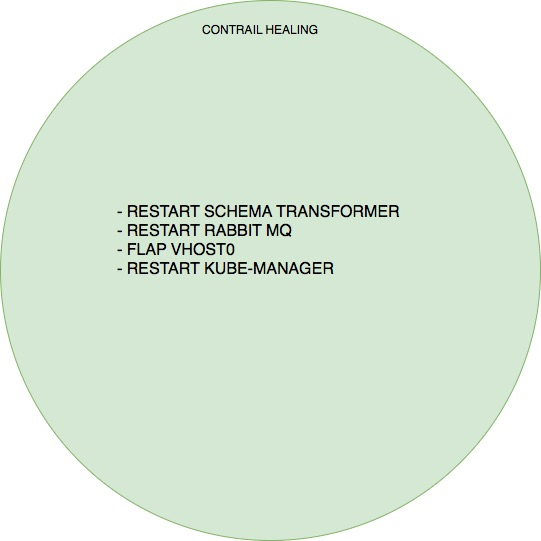 CONTRAIL HEALING
- RESTART SCHEMA TRANSFORMER
- RESTART RABBIT MQ
- FLAP VHOST0
- RESTART KUBE-MANAGER